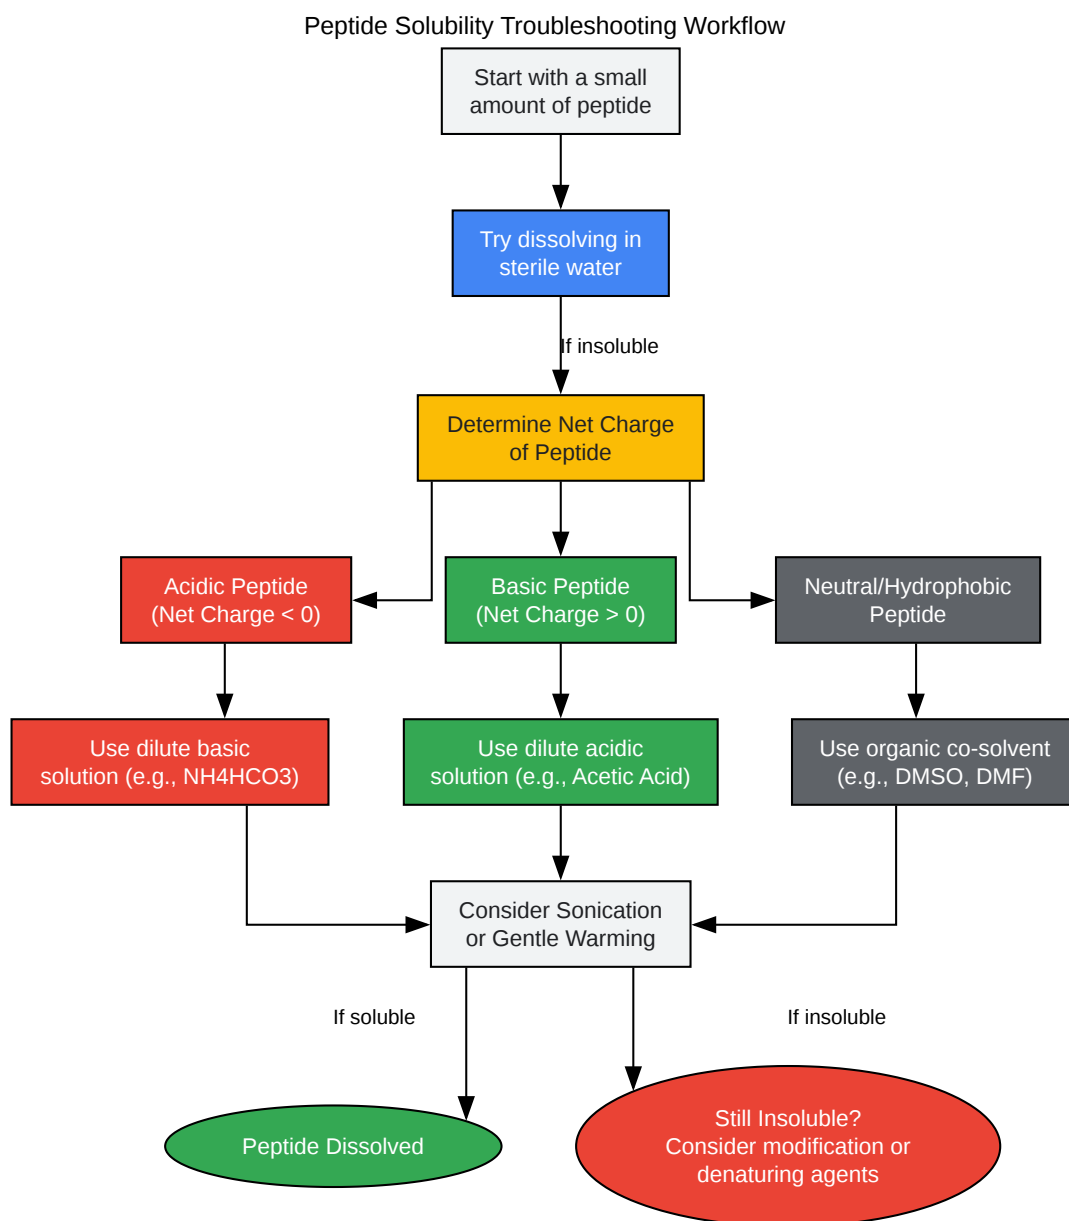 Peptide Solubility Troubleshooting Workflow
Start with a small
amount of peptide
Try dissolving in
sterile water
If insoluble
Determine Net Charge
of Peptide
Acidic Peptide
(Net Charge < 0)
Basic Peptide
(Net Charge > 0)
Neutral/Hydrophobic
Peptide
Use dilute basic
solution (e.g., NH4HCO3)
Use dilute acidic
solution (e.g., Acetic Acid)
Use organic co-solvent
(e.g., DMSO, DMF)
Consider Sonication
or Gentle Warming
If soluble
If insoluble
Peptide Dissolved
Still Insoluble?
Consider modification or
denaturing agents